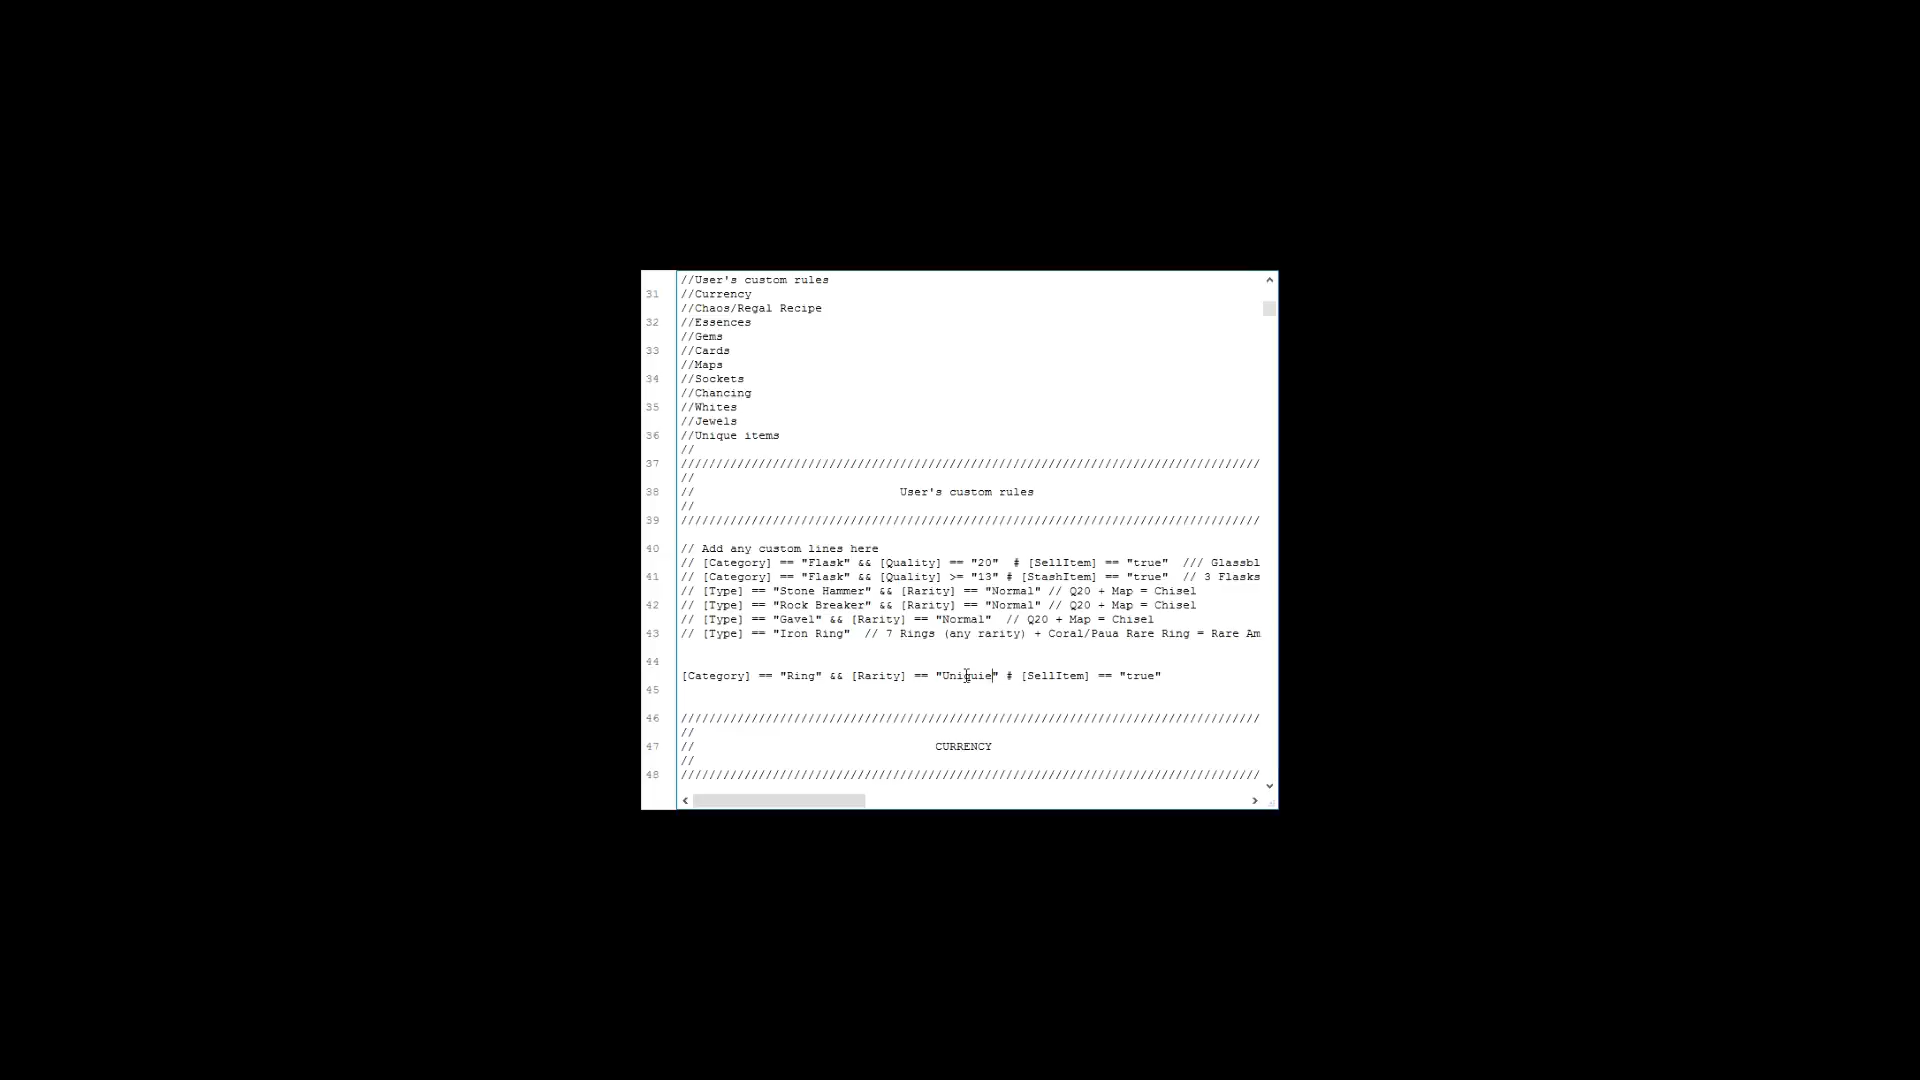 //User's custom rules
31 //Currency
//Chaos/Regal Recipe
32 //Essences
//Gems
33 //Cards
//Maps
34 //Sockets
//Chancing
35 //Whites
//Jewels
36 //Unique items
//
37 //////////////////////////////////////////////////////////////////////////////////
//
38 // User's custom rules
//
39 //////////////////////////////////////////////////////////////////////////////////
40 // Add any custom lines here
// [Category] == "Flask" && [Quality] == "20"  # [SellItem] == "true"  /// Glassbl
41 // [Category] == "Flask" && [Quality] >= "13" # [StashItem] == "true"  // 3 Flasks
// [Type] == "Stone Hammer" && [Rarity] == "Normal" // Q20 + Map = Chisel
42 // [Type] == "Rock Breaker" && [Rarity] == "Normal" // Q20 + Map = Chisel
// [Type] == "Gavel" && [Rarity] == "Normal"  // Q20 + Map = Chisel
43 // [Type] == "Iron Ring"  // 7 Rings (any rarity) + Coral/Paua Rare Ring = Rare Am
44
[Category] == "Ring" && [Rarity] == "Uniquie" # [SellItem] == "true"
45
46 //////////////////////////////////////////////////////////////////////////////////
//
47 // CURRENCY
//
48 //////////////////////////////////////////////////////////////////////////////////